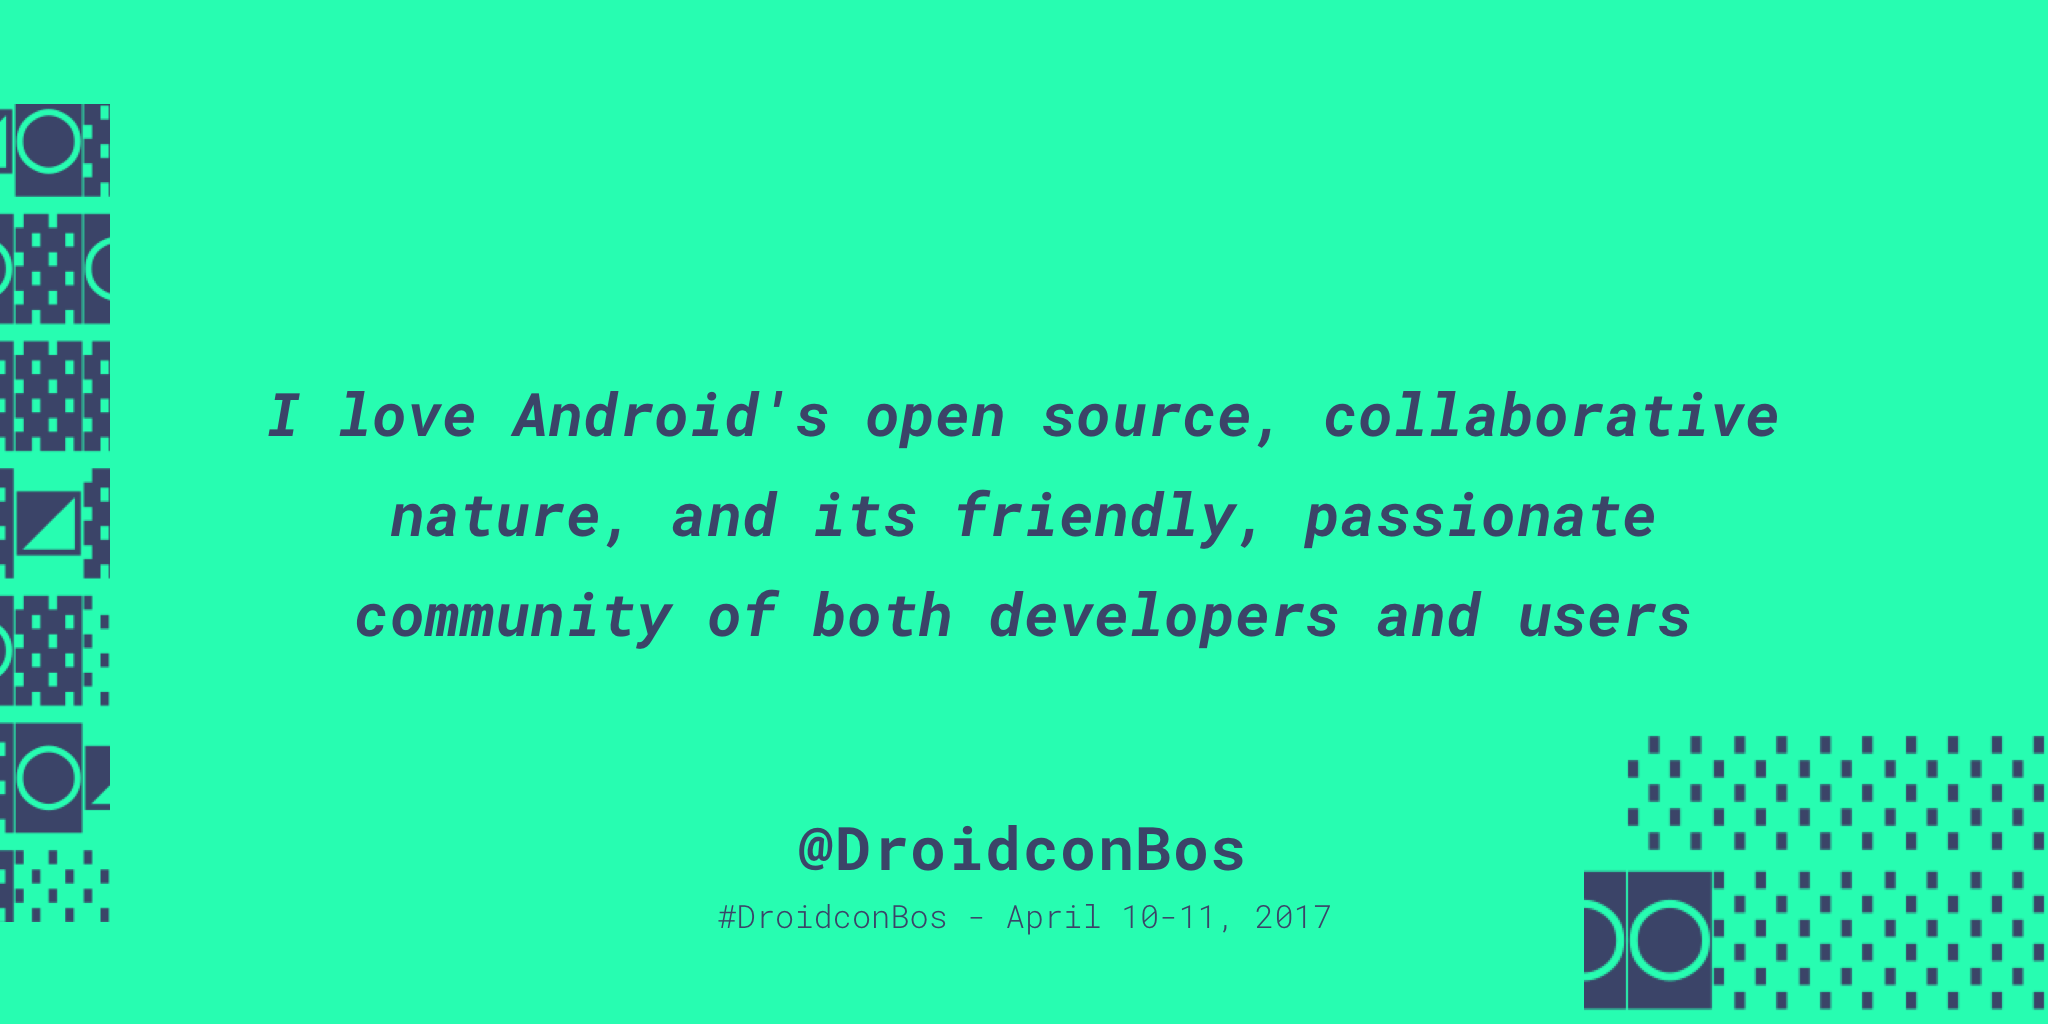 I love Android's open source, collaborative
nature, and its friendly, passionate
community of both developers and users
@DroidconBos
#DroidconBos - April 10-11, 2017